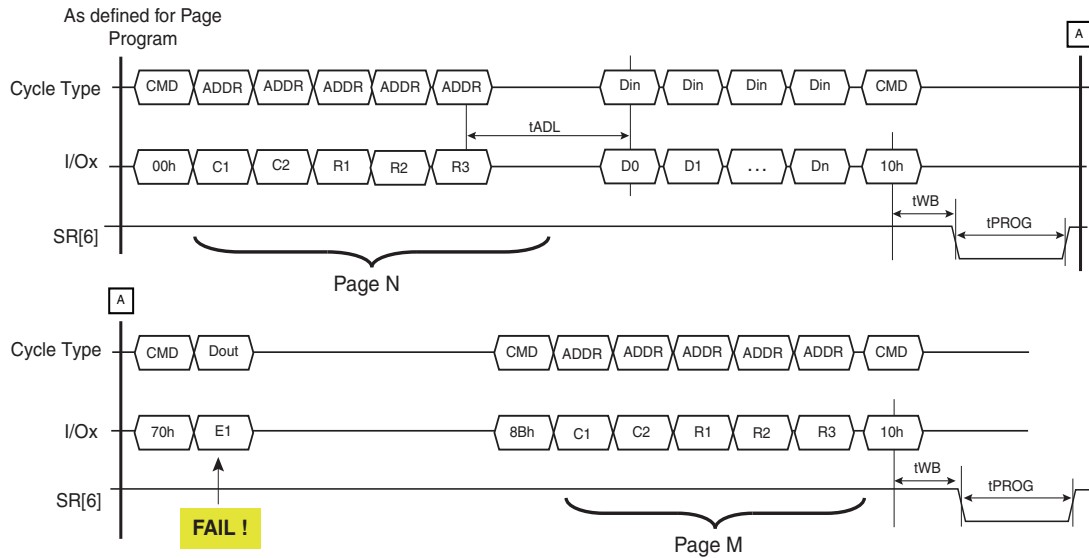 As defined for Page
Program
A
Cycle Type CMD ADDR ADDR ADDR ADDR ADDR Din Din Din Din CMD
tADL
I/Ox 00h C1 C2 R1 R2 R3 D0 D1 ... Dn 10h
tWB
SR[6] tPROG
Page N
A
Cycle Type CMD Dout CMD ADDR ADDR ADDR ADDR ADDR CMD
I/Ox 70h E1 8Bh C1 C2 R1 R2 R3 10h
tWB
SR[6] tPROG
FAIL !
Page M